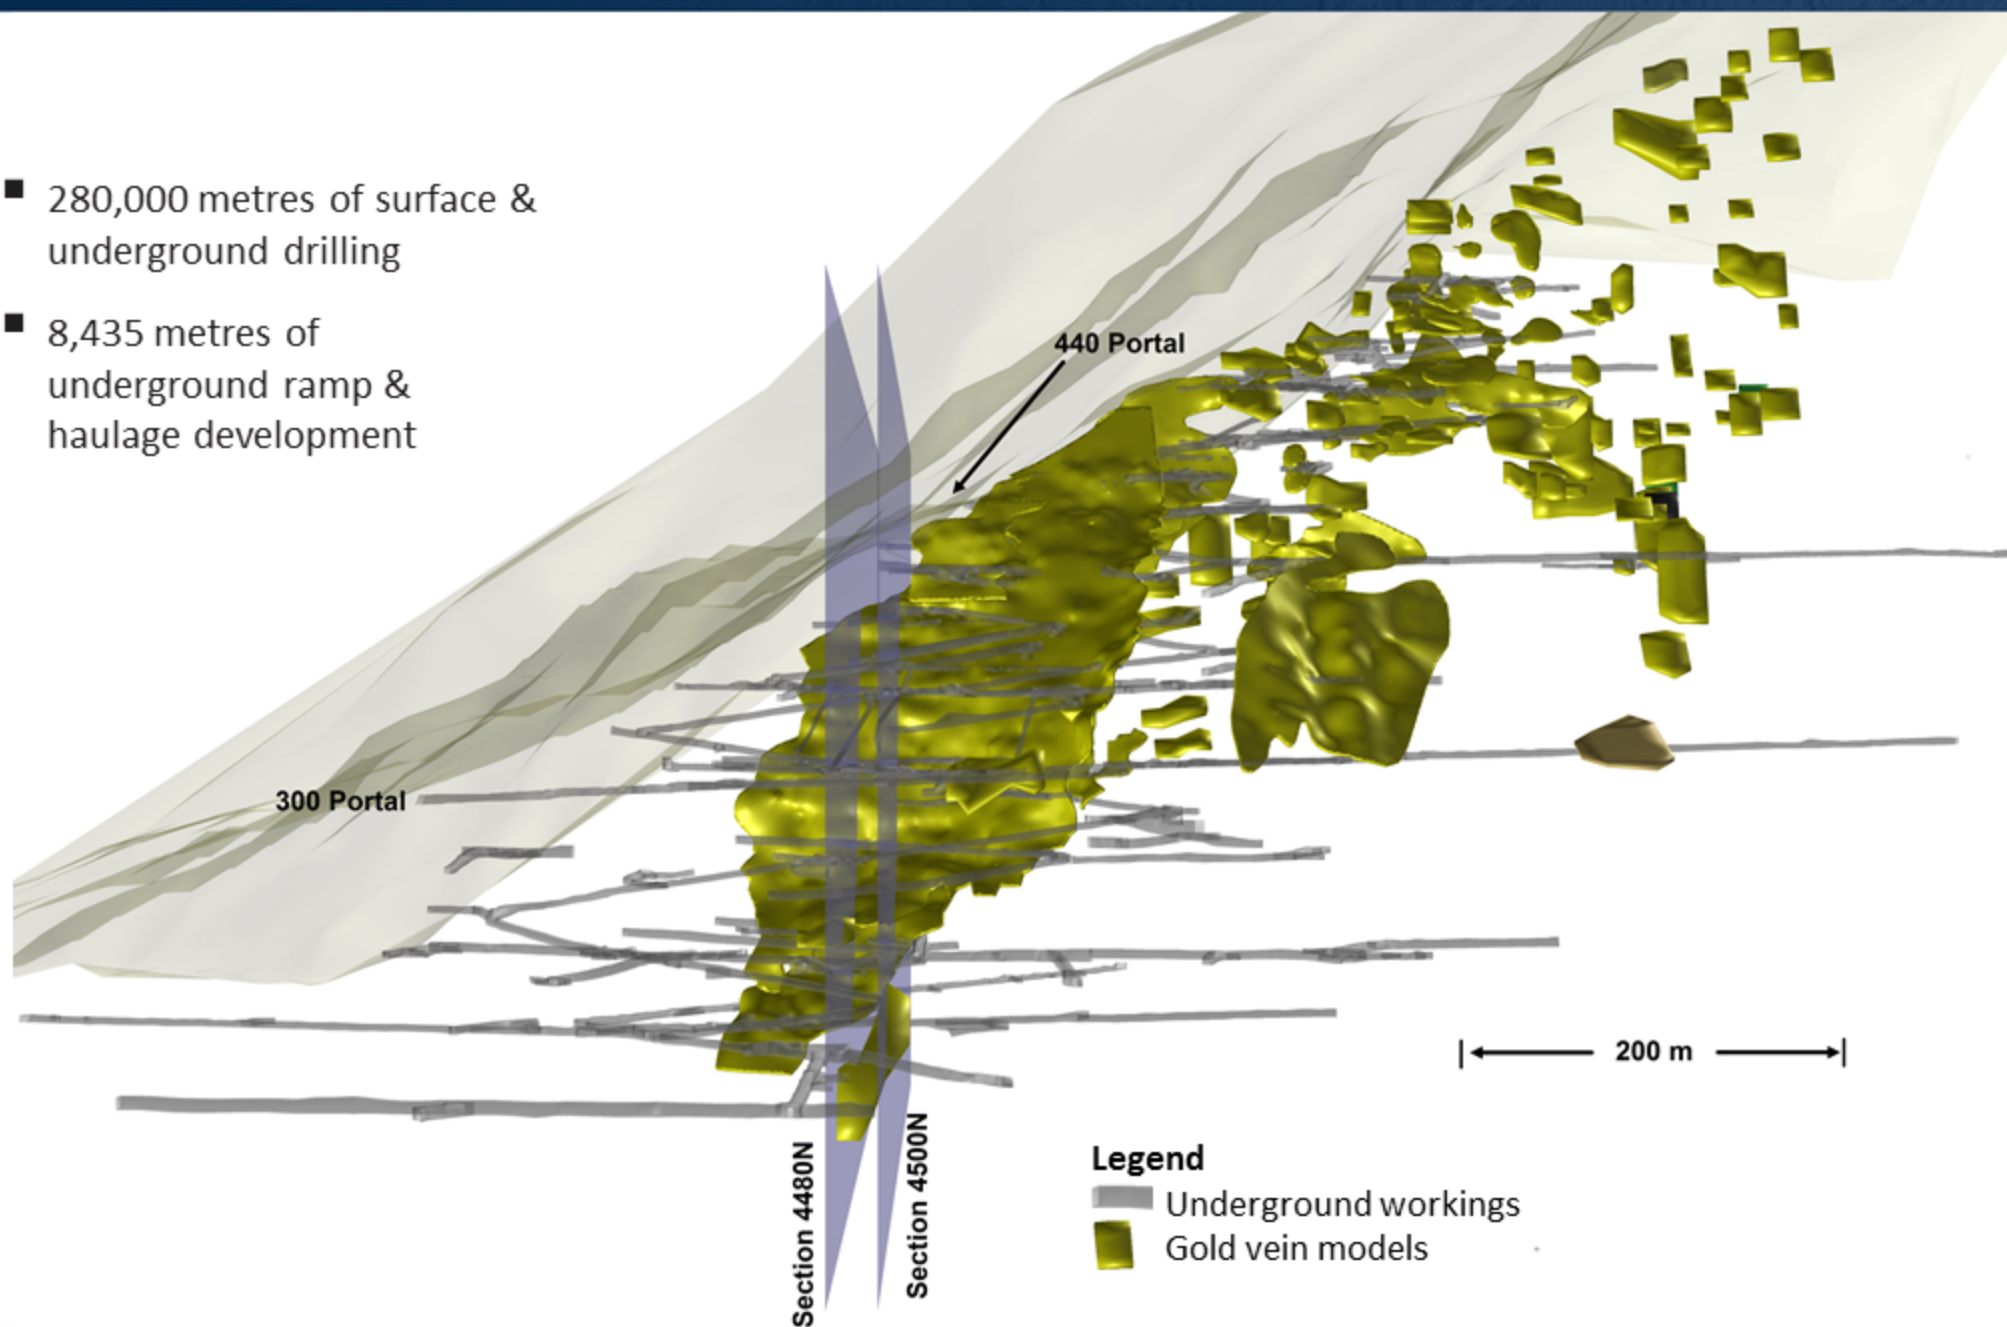 280,000 metres of surface &
underground drilling
8,435 metres of
underground ramp &
haulage development
440 Portal
300 Portal
200 m
Section 4480N
Section 4500N
Legend
Underground workings
Gold vein models